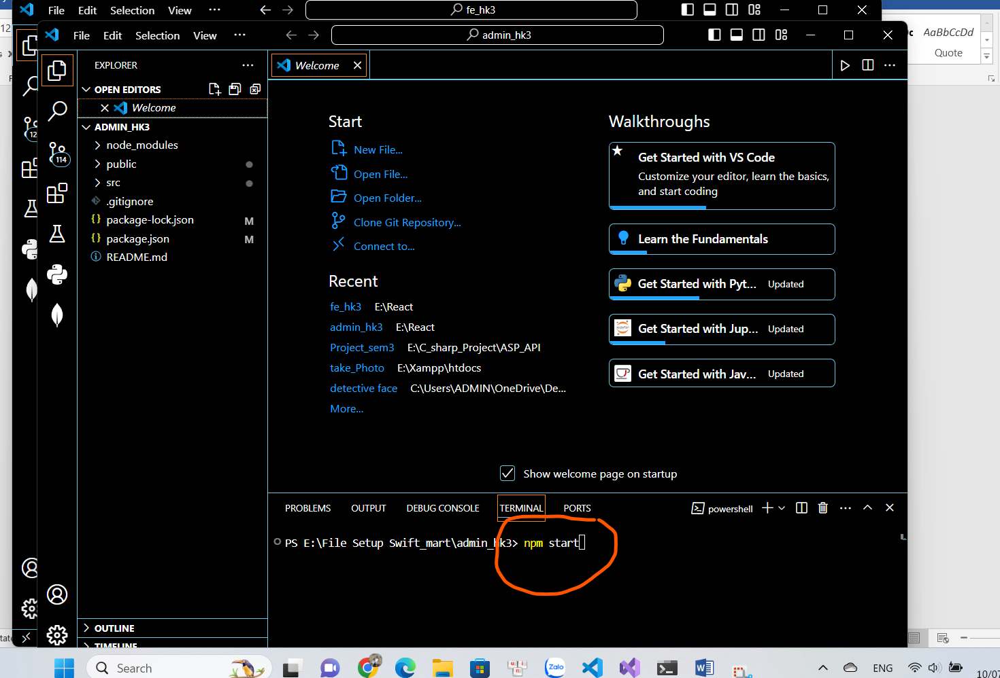 File Edit Selection View ··· fe_hk3
File Edit Selection View ··· admin_hk3
12
AaBbCcDd
Quote
EXPLORER
Welcome
OPEN EDITORS
Welcome
ADMIN_HK3
node_modules
public
src
.gitignore
package-lock.json M
package.json M
README.md
12
114
Start
New File...
Open File...
Open Folder...
Clone Git Repository...
Connect to...
Recent
fe_hk3 E:\React
admin_hk3 E:\React
Project_sem3 E:\C_sharp_Project\ASP_API
take_Photo E:\Xampp\htdocs
detective face C:\Users\ADMIN\OneDrive\De...
More...
Walkthroughs
Get Started with VS Code
Customize your editor, learn the basics,
and start coding
Learn the Fundamentals
Get Started with Pyt... Updated
jupyter
Get Started with Jup... Updated
Get Started with Jav... Updated
Show welcome page on startup
PROBLEMS OUTPUT DEBUG CONSOLE TERMINAL PORTS
powershell
PS E:\File Setup Swift_mart\admin_hk3> npm start
OUTLINE
TIMELINE
Search
Zalo
ENG
10/07